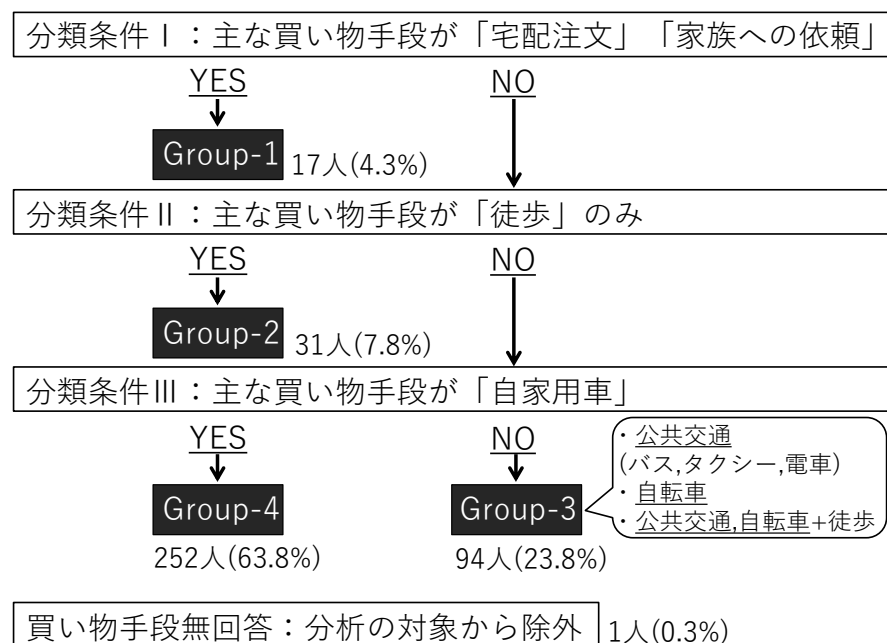 分類条件Ⅰ：主な買い物手段が「宅配注文」「家族への依頼」
YES
NO
Group-1
17人(4.3%)
分類条件Ⅱ：主な買い物手段が「徒歩」のみ
YES
NO
Group-2
31人(7.8%)
分類条件Ⅲ：主な買い物手段が「自家用車」
YES
NO
・公共交通
(バス,タクシー,電車)
・自転車
・公共交通,自転車+徒歩
Group-4
Group-3
252人(63.8%)
94人(23.8%)
買い物手段無回答：分析の対象から除外
1人(0.3%)